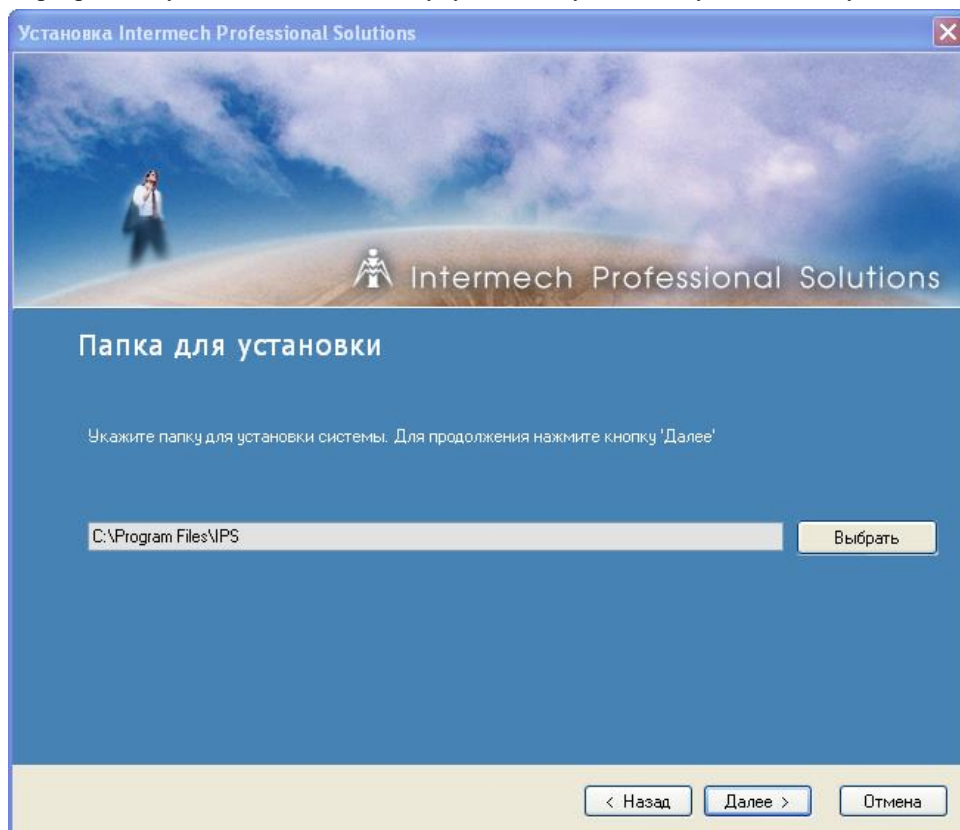 Установка Intermech Professional Solutions
Intermech Professional Solutions
Папка для установки
Укажите папку для установки системы. Для продолжения нажмите кнопку 'Далее'
C:\Program Files\IPS
Выбрать
< Назад
Далее >
Отмена